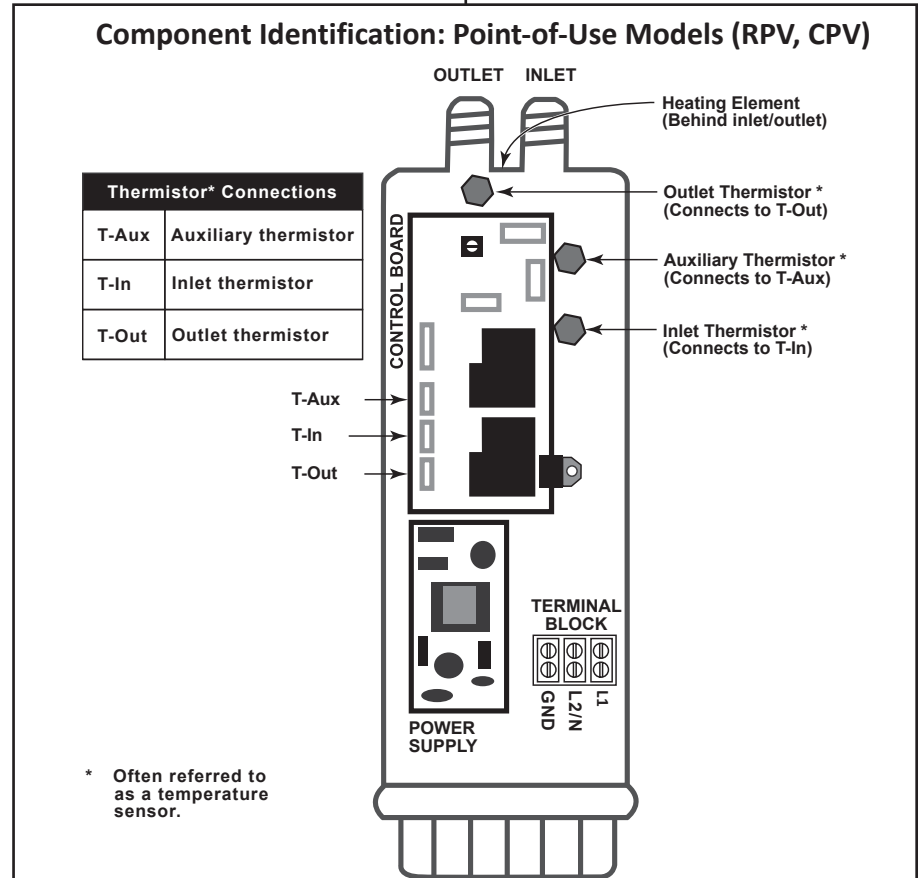 Component Identification: Point-of-Use Models (RPV, CPV)
OUTLET INLET
Heating Element
(Behind inlet/outlet)
Thermistor* Connections
T-Aux Auxiliary thermistor
T-In Inlet thermistor
T-Out Outlet thermistor
Outlet Thermistor *
(Connects to T-Out)
Auxiliary Thermistor *
(Connects to T-Aux)
Inlet Thermistor *
(Connects to T-In)
CONTROL BOARD
T-Aux
T-In
T-Out
TERMINAL
BLOCK
GND
L2/N
L1
POWER
SUPPLY
* Often referred to
as a temperature
sensor.